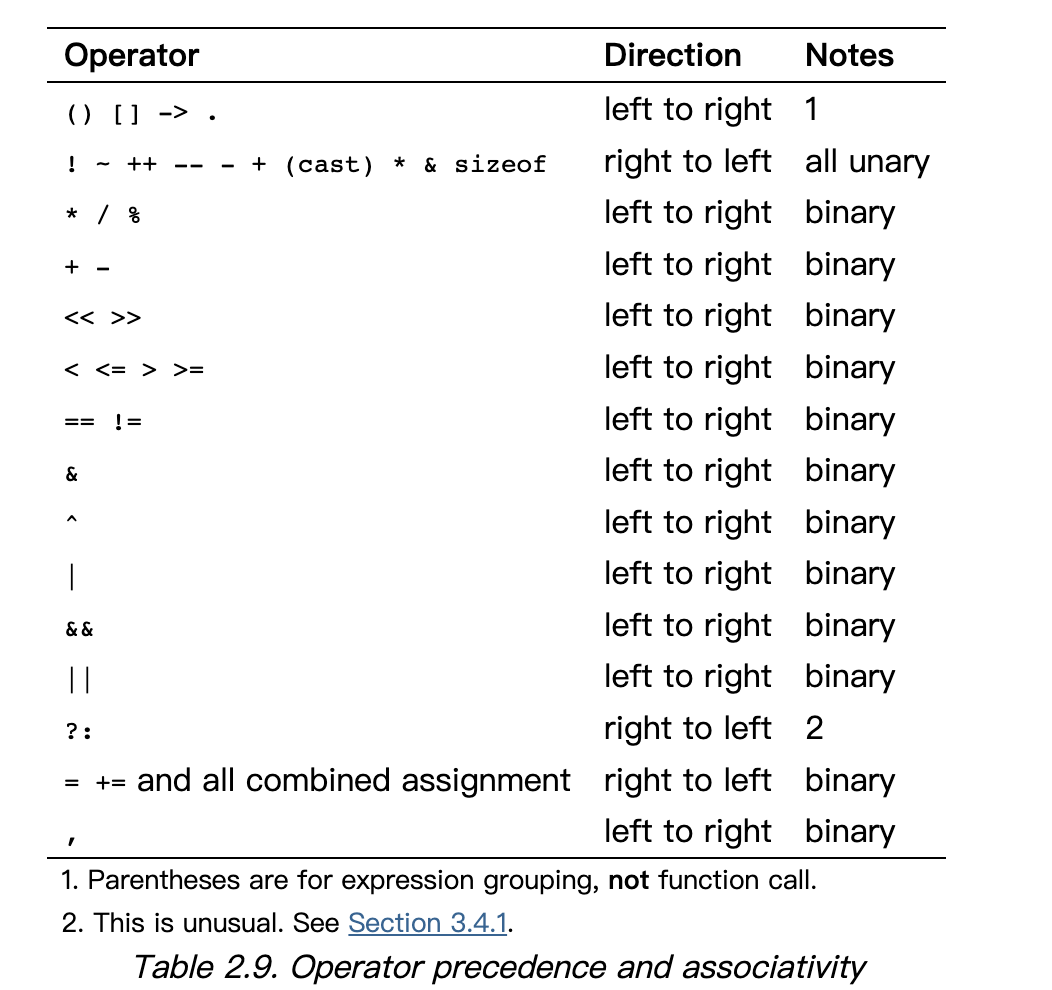 Operator Direction Notes
() [] -> . left to right 1
! ~ ++ -- - + (cast) * & sizeof right to left all unary
* / % left to right binary
+ - left to right binary
<< >> left to right binary
< <= > >= left to right binary
== != left to right binary
& left to right binary
^ left to right binary
| left to right binary
&& left to right binary
|| left to right binary
?: right to left 2
= += and all combined assignment right to left binary
, left to right binary
1. Parentheses are for expression grouping, not function call.
2. This is unusual. See Section 3.4.1.
Table 2.9. Operator precedence and associativity